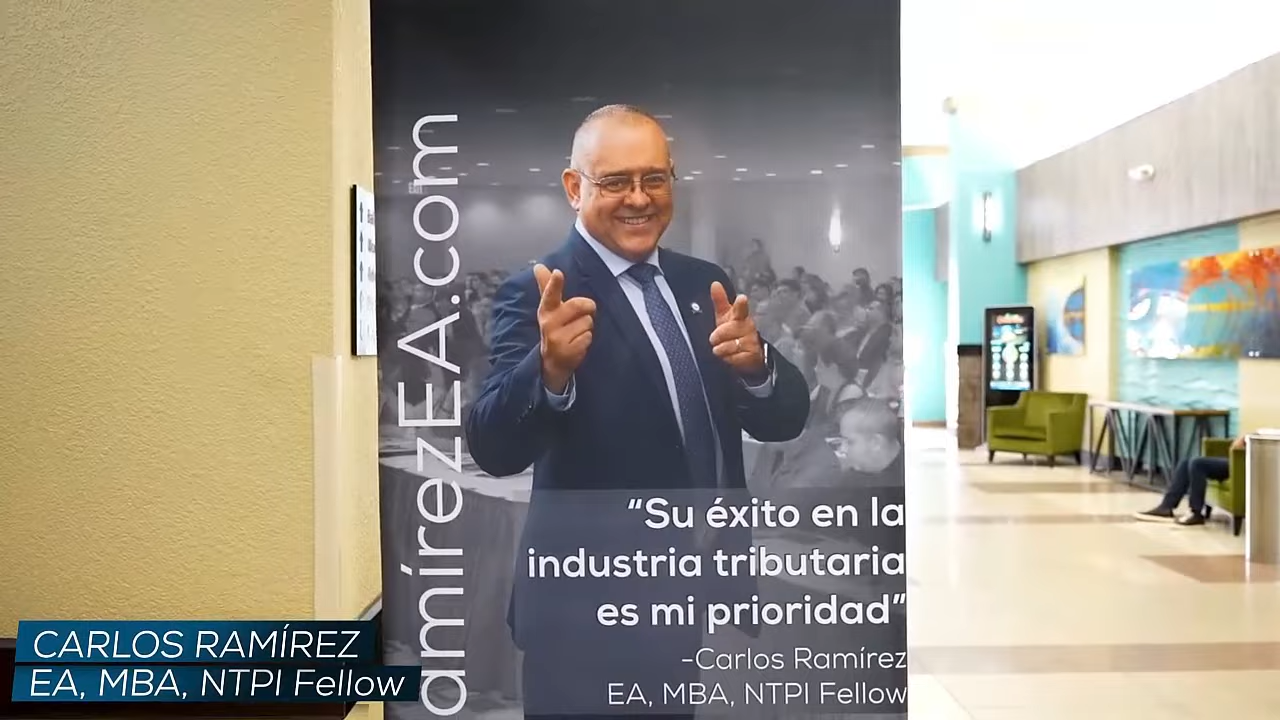 amírezEA.com
“Su éxito en la
industria tributaria
es mi prioridad”
-Carlos Ramírez
EA, MBA, NTPI Fellow
CARLOS RAMÍREZ
EA, MBA, NTPI Fellow